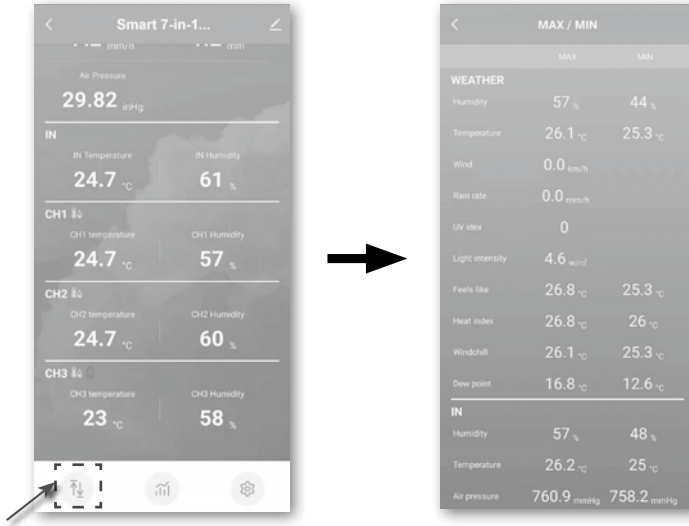 Smart 7-in-1...
mm/h mm
Air Pressure
29.82 inHg
IN
IN Temperature IN Humidity
24.7 °C 61 %
CH1
CH1 temperature CH1 Humidity
24.7 °C 57 %
CH2
CH2 temperature CH2 Humidity
24.7 °C 60 %
CH3
CH3 temperature CH3 Humidity
23 °C 58 %
MAX / MIN
MAX MIN
WEATHER
Humidity 57 % 44 %
Temperature 26.1 °C 25.3 °C
Wind 0.0 km/h
Rain rate 0.0 mm/h
UV idex 0
Light intensity 4.6 w/㎡
Feels like 26.8 °C 25.3 °C
Heat index 26.8 °C 26 °C
Windchill 26.1 °C 25.3 °C
Dew point 16.8 °C 12.6 °C
IN
Humidity 57 % 48 %
Temperature 26.2 °C 25 °C
Air pressure 760.9 mmHg 758.2 mmHg